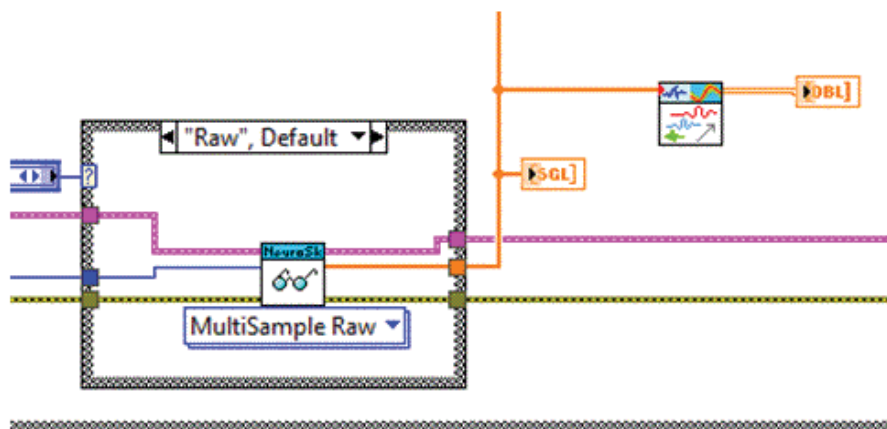 "Raw", Default
?
DBL]
SGL]
NeuroSk
MultiSample Raw